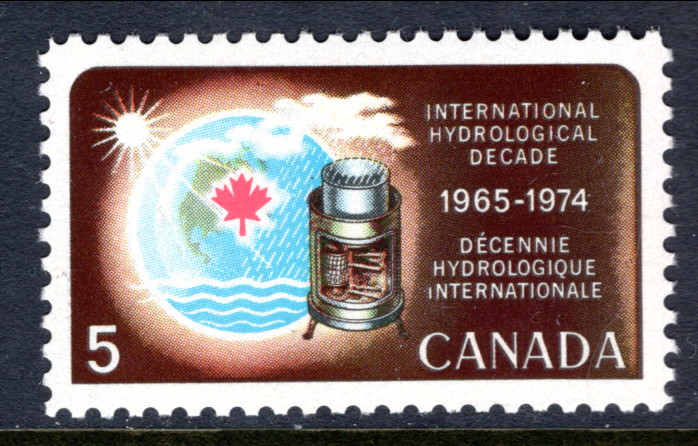 INTERNATIONAL
HYDROLOGICAL
DECADE
1965-1974
DÉCENNIE
HYDROLOGIQUE
INTERNATIONALE
5
CANADA